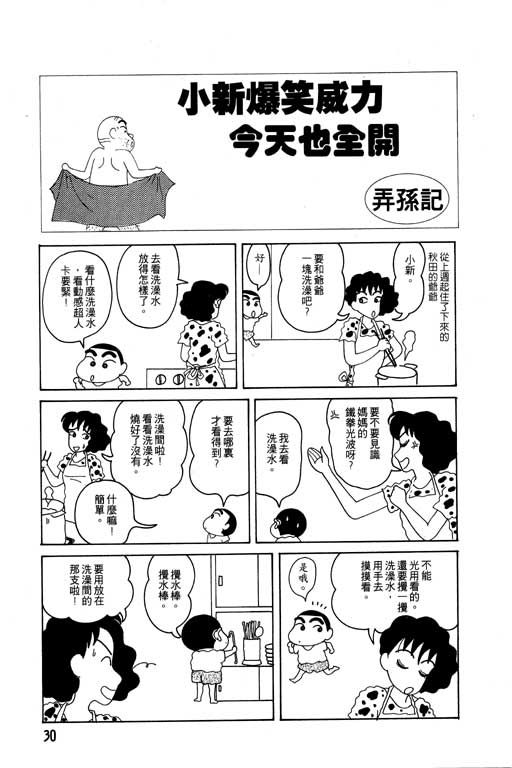 小新爆笑威力
今天也全開
弄孫記
從上週起住了下來的
秋田的爺爺
小新。
要和爺爺
一塊洗澡吧？
好—
去看洗澡水
放得怎樣了。
看什麼洗澡水
，看動感超人
卡要緊！
要不要見識
媽媽的
鐵拳光波呀？
我去看
洗澡水。
要去哪裏
才看得到？
洗澡間啦！
看看洗澡水
燒好了沒有。
什麼嘛！
簡單。
不能
光用看的。
還要攪一攪
洗澡水，
用手去
摸摸看。
是哦。
攪水棒。
攪水棒。
要用放在
洗澡間的
那支啦！
30